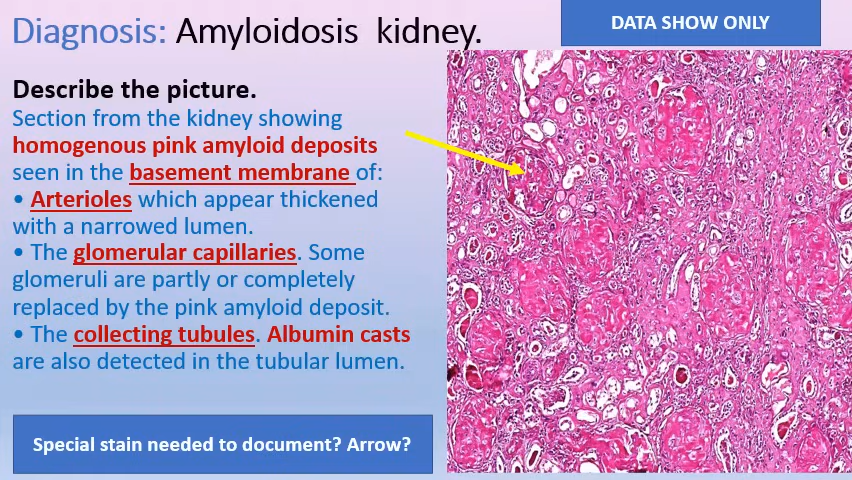 Diagnosis: Amyloidosis kidney.
DATA SHOW ONLY
Describe the picture.
Section from the kidney showing
homogenous pink amyloid deposits
seen in the basement membrane of:
• Arterioles which appear thickened
with a narrowed lumen.
• The glomerular capillaries. Some
glomeruli are partly or completely
replaced by the pink amyloid deposit.
• The collecting tubules. Albumin casts
are also detected in the tubular lumen.
Special stain needed to document? Arrow?